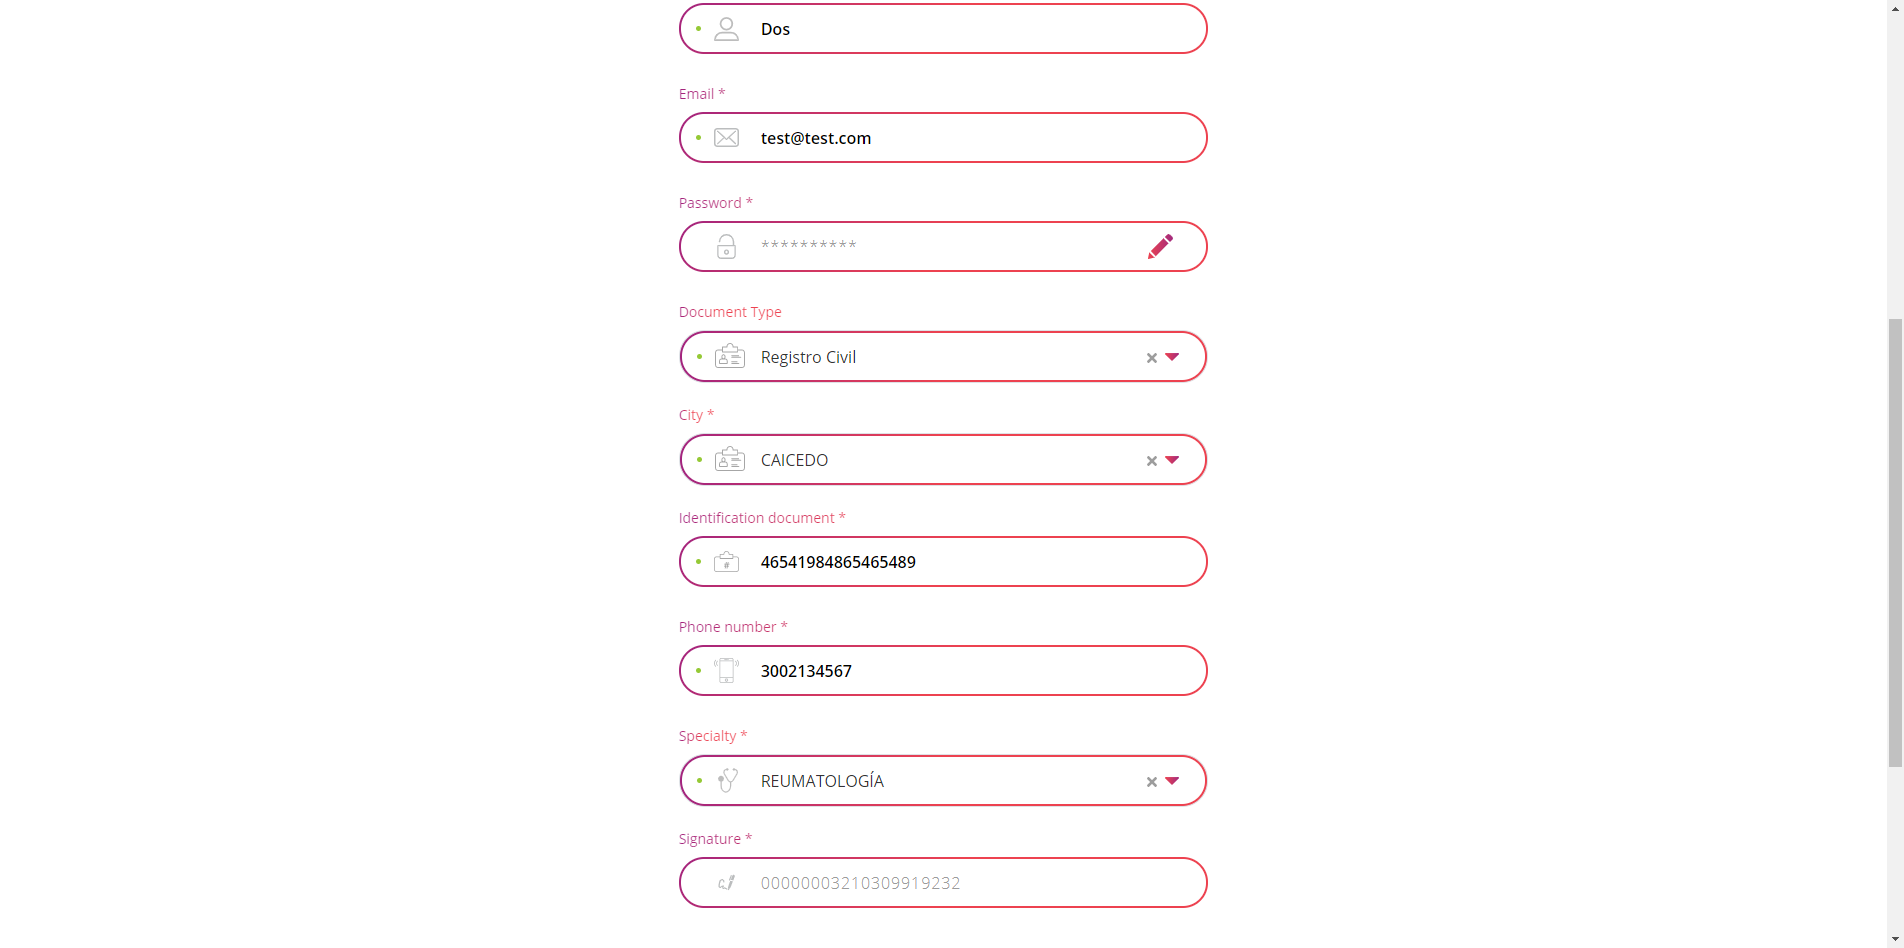 Dos
Email *
test@test.com
Password *
**********
Document Type
Registro Civil
City *
CAICEDO
Identification document *
46541984865465489
Phone number *
3002134567
Specialty *
REUMATOLOGÍA
Signature *
00000003210309919232